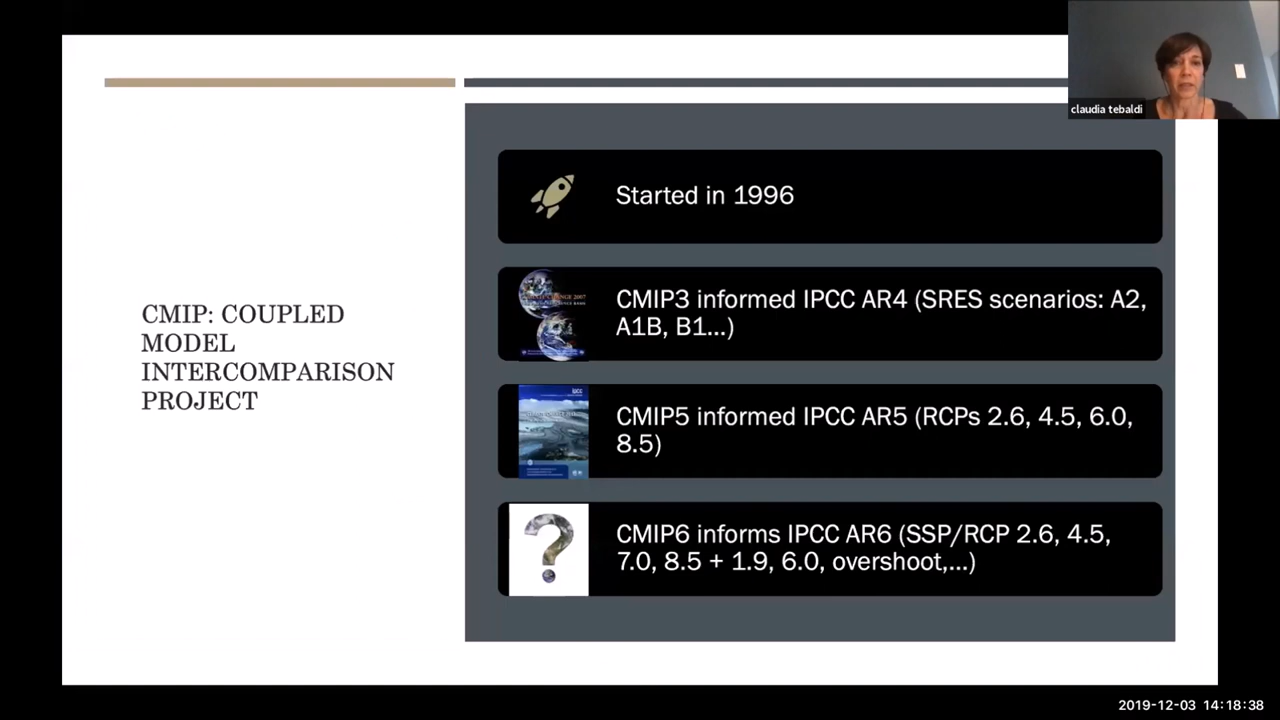 claudia tebaldi
CMIP: COUPLED
MODEL
INTERCOMPARISON
PROJECT
Started in 1996
CMIP3 informed IPCC AR4 (SRES scenarios: A2,
A1B, B1...)
CMIP5 informed IPCC AR5 (RCPs 2.6, 4.5, 6.0,
8.5)
CMIP6 informs IPCC AR6 (SSP/RCP 2.6, 4.5,
7.0, 8.5 + 1.9, 6.0, overshoot,...)
2019-12-03 14:18:38